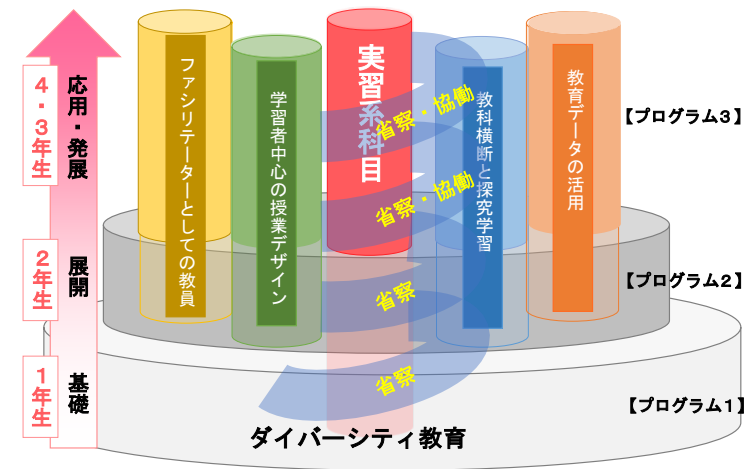 4・3年生
応用・発展
2年生
展開
1年生
基礎
ファシリテーターとしての教員
学習者中心の授業デザイン
実習系科目
教科横断と探究学習
教育データの活用
省察・協働
省察・協働
省察
省察
【プログラム3】
【プログラム2】
【プログラム1】
ダイバーシティ教育